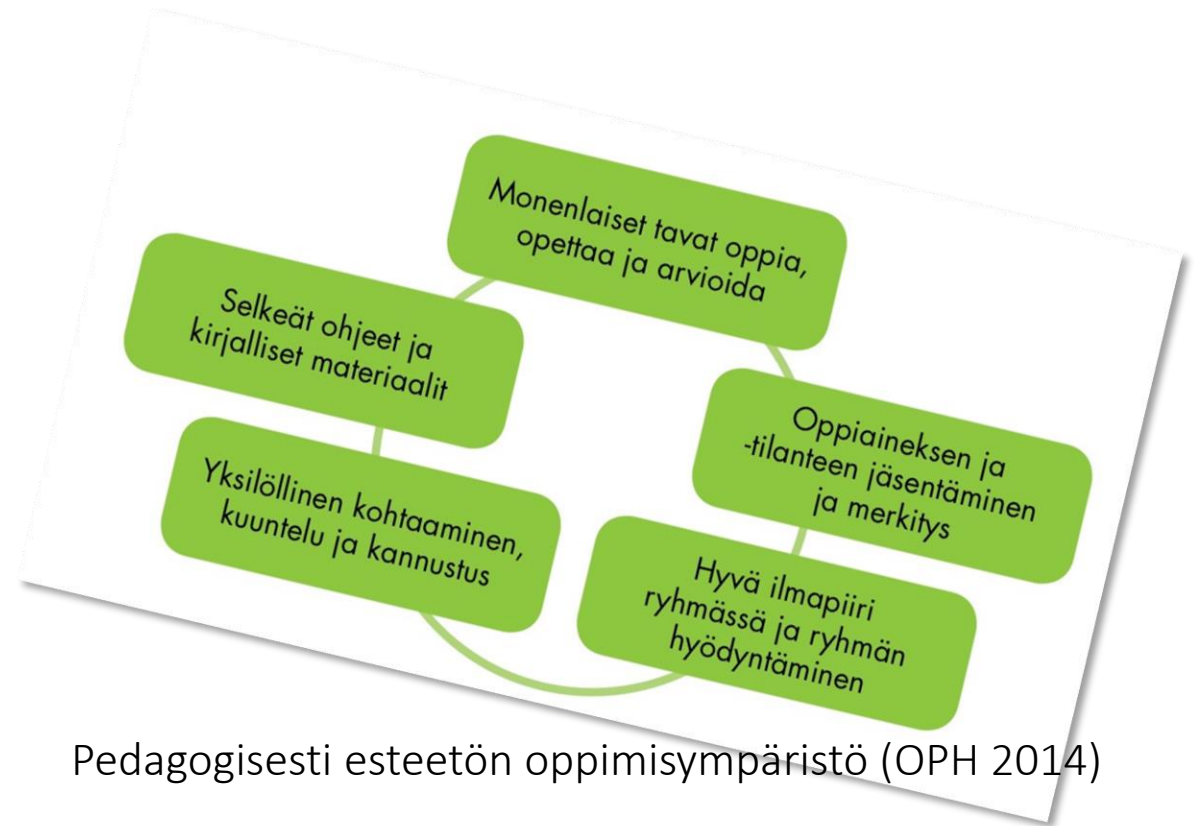 Monenlaiset tavat oppia,
opettaa ja arvioida
Selkeät ohjeet ja
kirjalliset materiaalit
Oppiaineksen ja
-tilanteen jäsentäminen
ja merkitys
Yksilöllinen kohtaaminen,
kuuntelu ja kannustus
Hyvä ilmapiiri
ryhmässä ja ryhmän
hyödyntäminen
Pedagogisesti esteetön oppimisympäristö (OPH 2014)